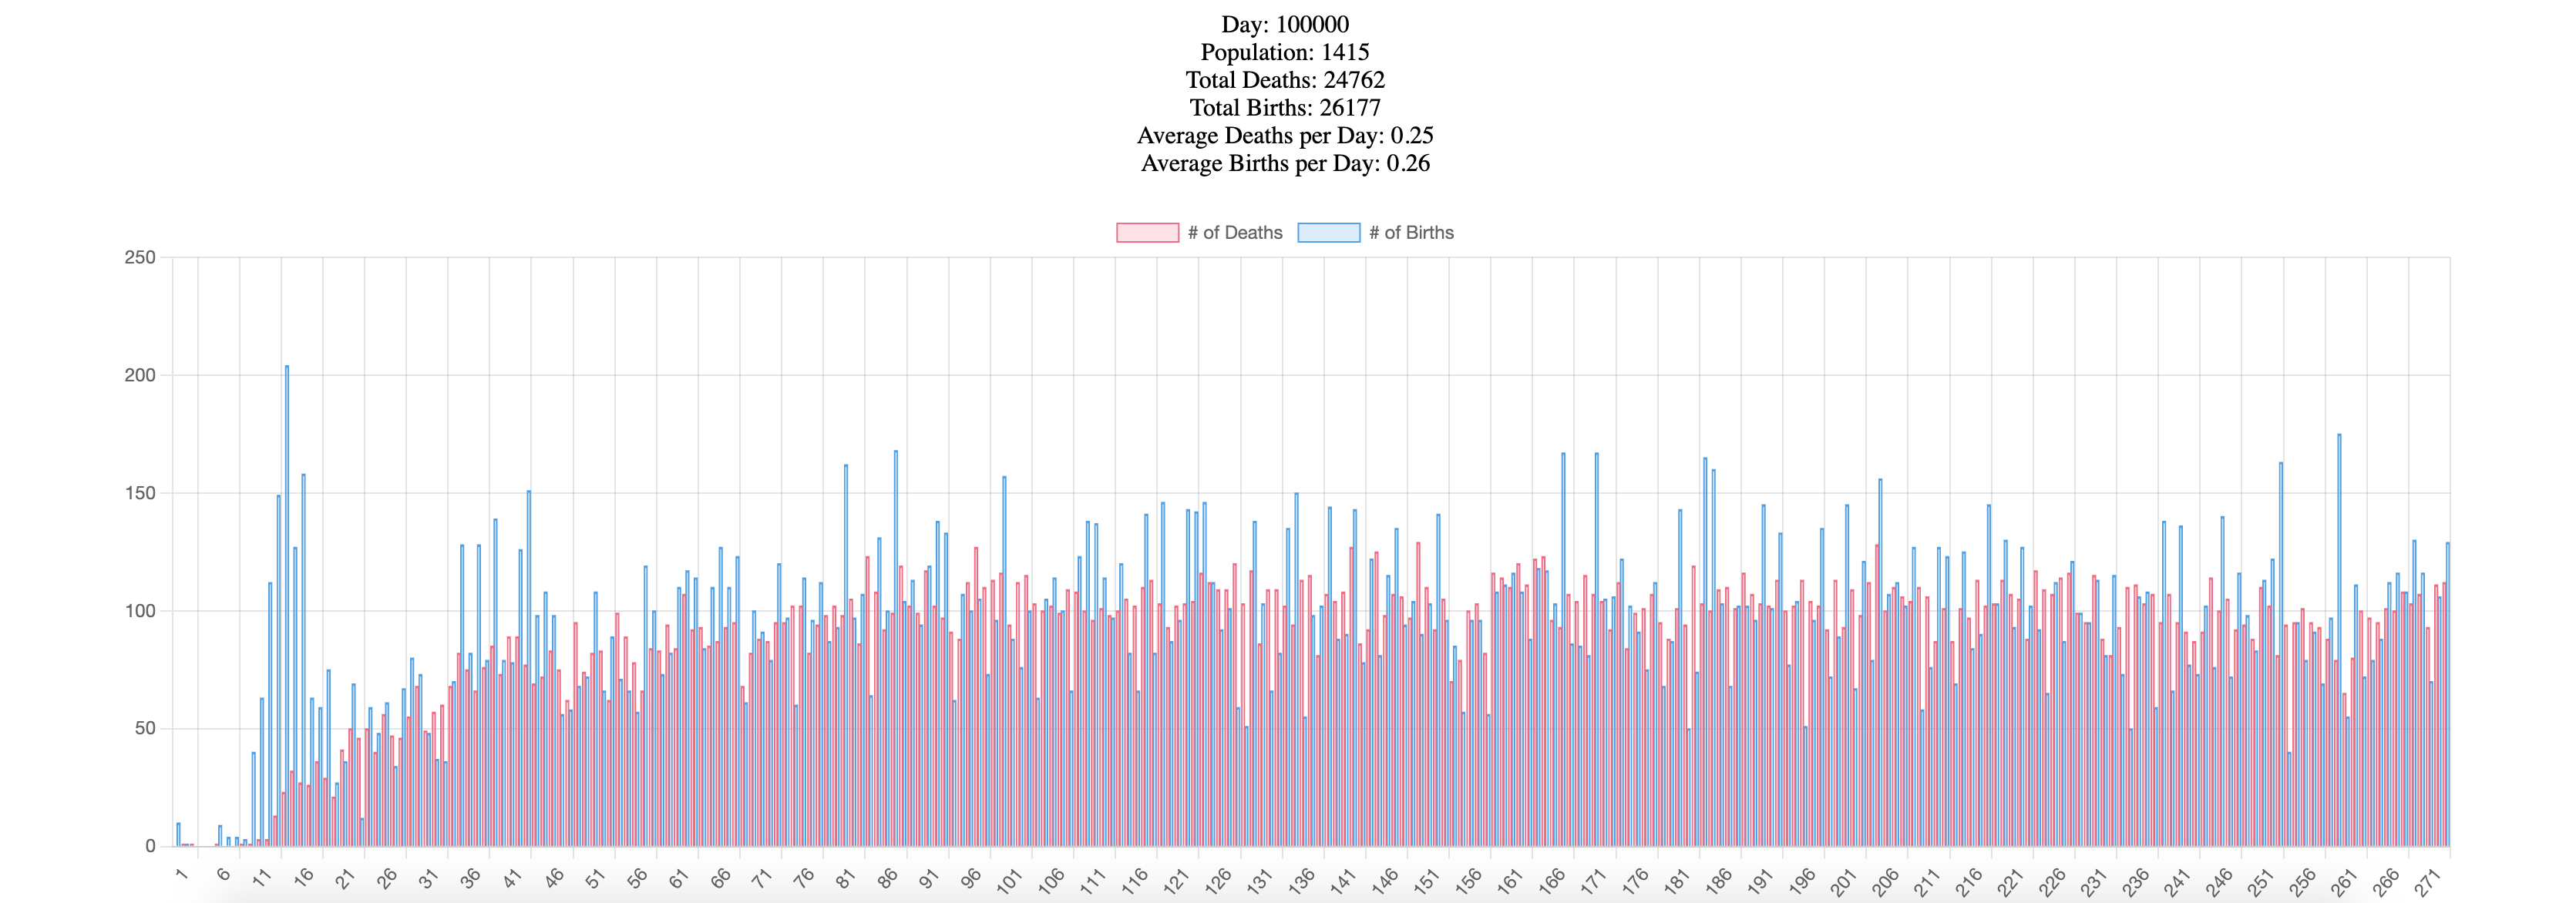 Day: 100000
Population: 1415
Total Deaths: 24762
Total Births: 26177
Average Deaths per Day: 0.25
Average Births per Day: 0.26
# of Deaths # of Births
250
200
150
100
50
0
1 6 11 16 21 26 31 36 41 46 51 56 61 66 71 76 81 86 91 96 101 106 111 116 121 126 131 136 141 146 151 156 161 166 171 176 181 186 191 196 201 206 211 216 221 226 231 236 241 246 251 256 261 266 271